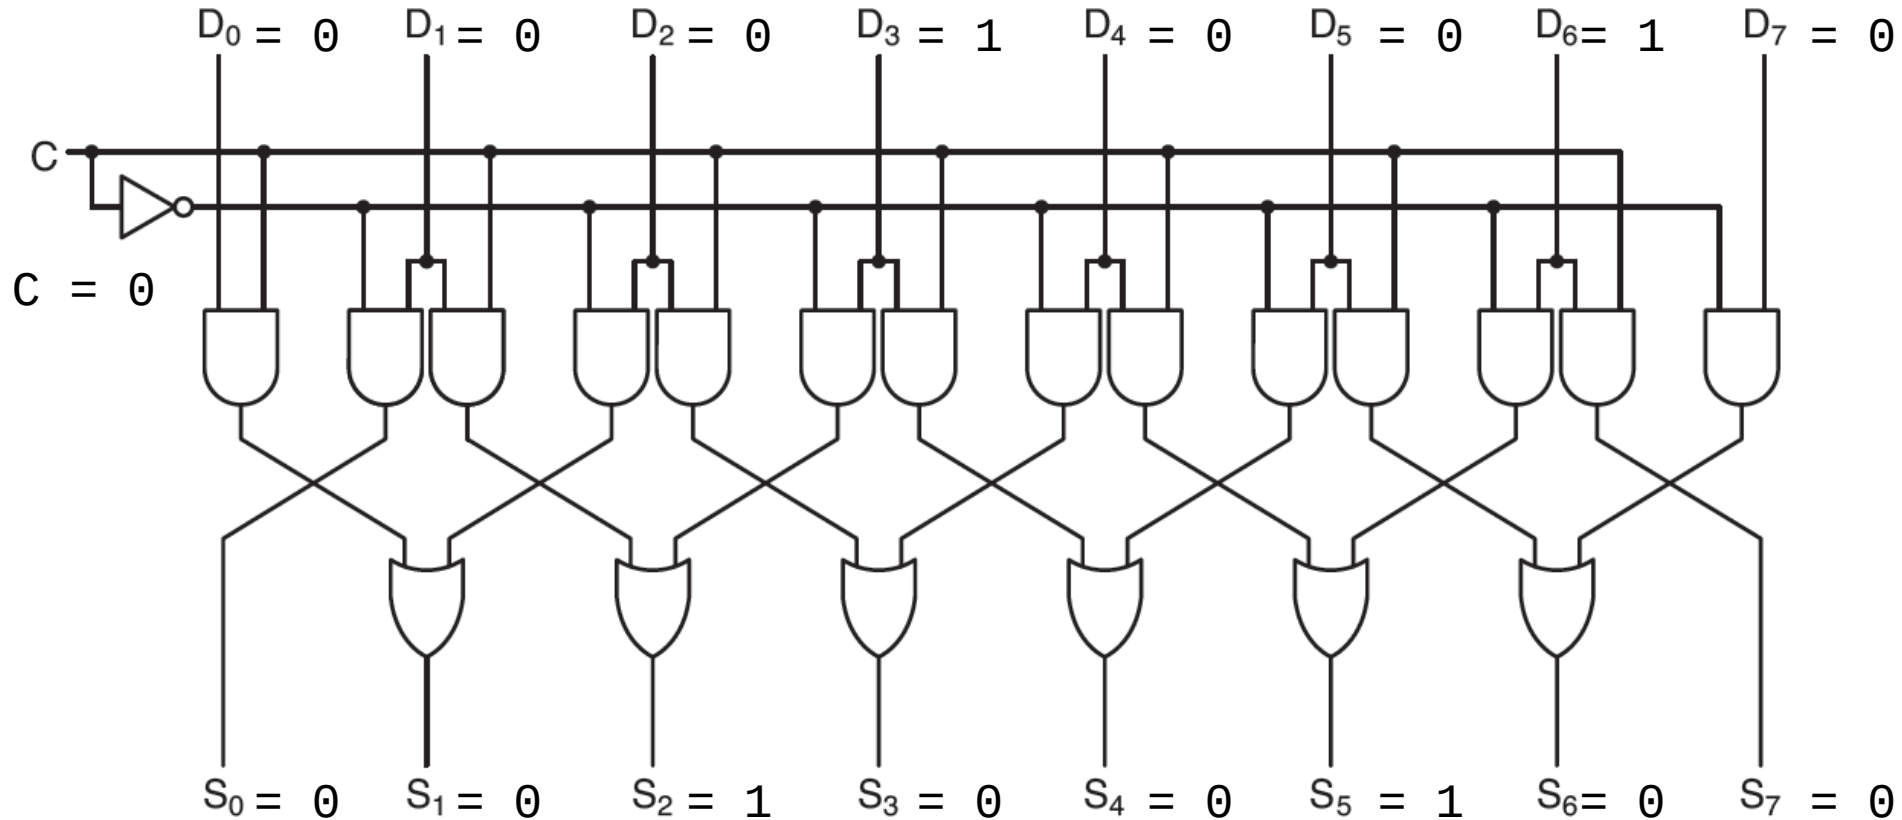 D₀ = 0 D₁ = 0 D₂ = 0 D₃ = 1 D₄ = 0 D₅ = 0 D₆ = 1 D₇ = 0
C
C = 0
S₀ = 0 S₁ = 0 S₂ = 1 S₃ = 0 S₄ = 0 S₅ = 1 S₆ = 0 S₇ = 0